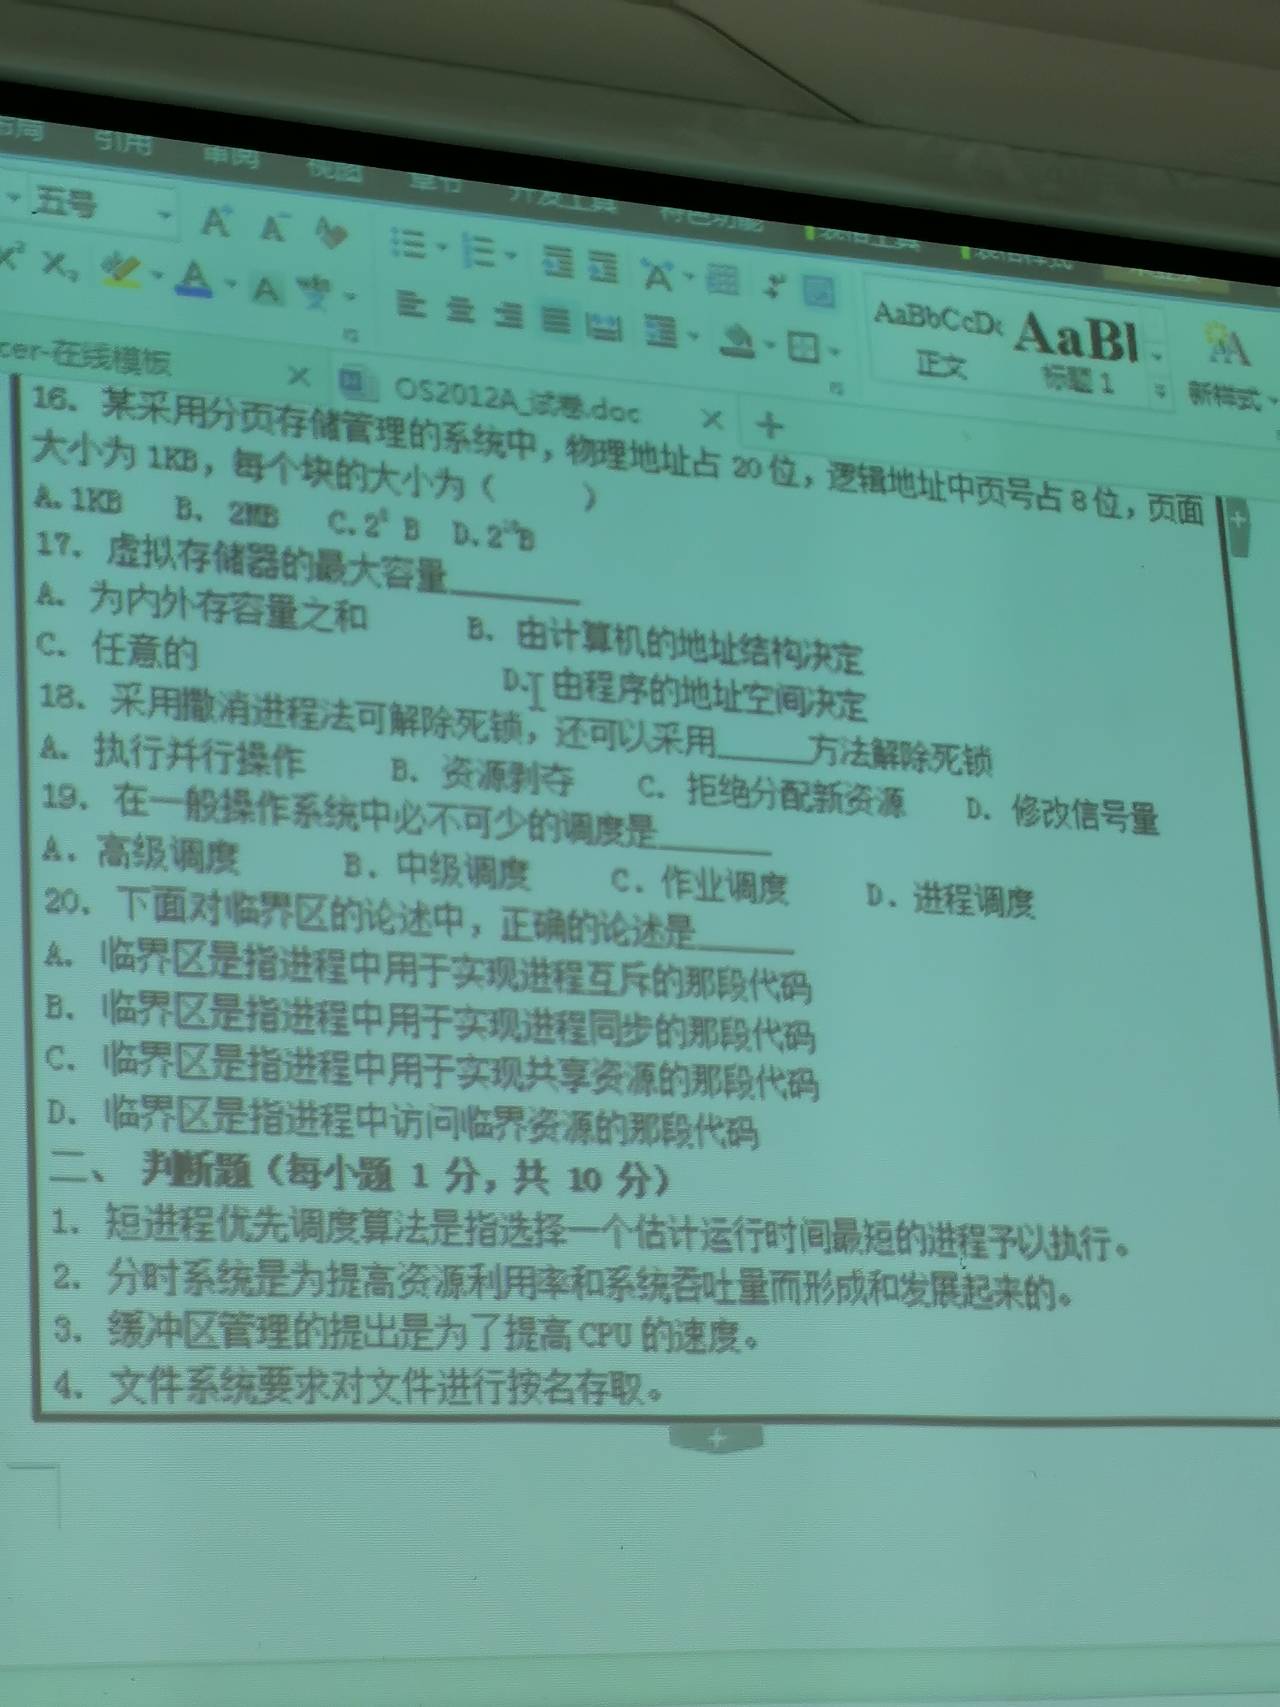 引用 审阅 视图 章节 开发工具 特色功能 表格工具
五号
AaBbCcDd AaBl
正文 标题 1 新样式
cer-在线模板 OS2012A_试卷.doc
16. 某采用分页存储管理的系统中，物理地址占 20 位，逻辑地址中页号占 8 位，页面
大小为 1KB，每个块的大小为（ ）
A. 1KB B. 2MB C. 2 B D. 2 B
17. 虚拟存储器的最大容量______
A. 为内外存容量之和 B. 由计算机的地址结构决定
C. 任意的 D. 由程序的地址空间决定
18. 采用撤消进程法可解除死锁，还可以采用______方法解除死锁
A. 执行并行操作 B. 资源剥夺 C. 拒绝分配新资源 D. 修改信号量
19. 在一般操作系统中必不可少的调度是______
A. 高级调度 B. 中级调度 C. 作业调度 D. 进程调度
20. 下面对临界区的论述中，正确的论述是______
A. 临界区是指进程中用于实现进程互斥的那段代码
B. 临界区是指进程中用于实现进程同步的那段代码
C. 临界区是指进程中用于实现共享资源的那段代码
D. 临界区是指进程中访问临界资源的那段代码
二、 判断题（每小题 1 分，共 10 分）
1. 短进程优先调度算法是指选择一个估计运行时间最短的进程予以执行。
2. 分时系统是为提高资源利用率和系统吞吐量而形成和发展起来的。
3. 缓冲区管理的提出是为了提高 CPU 的速度。
4. 文件系统要求对文件进行按名存取。